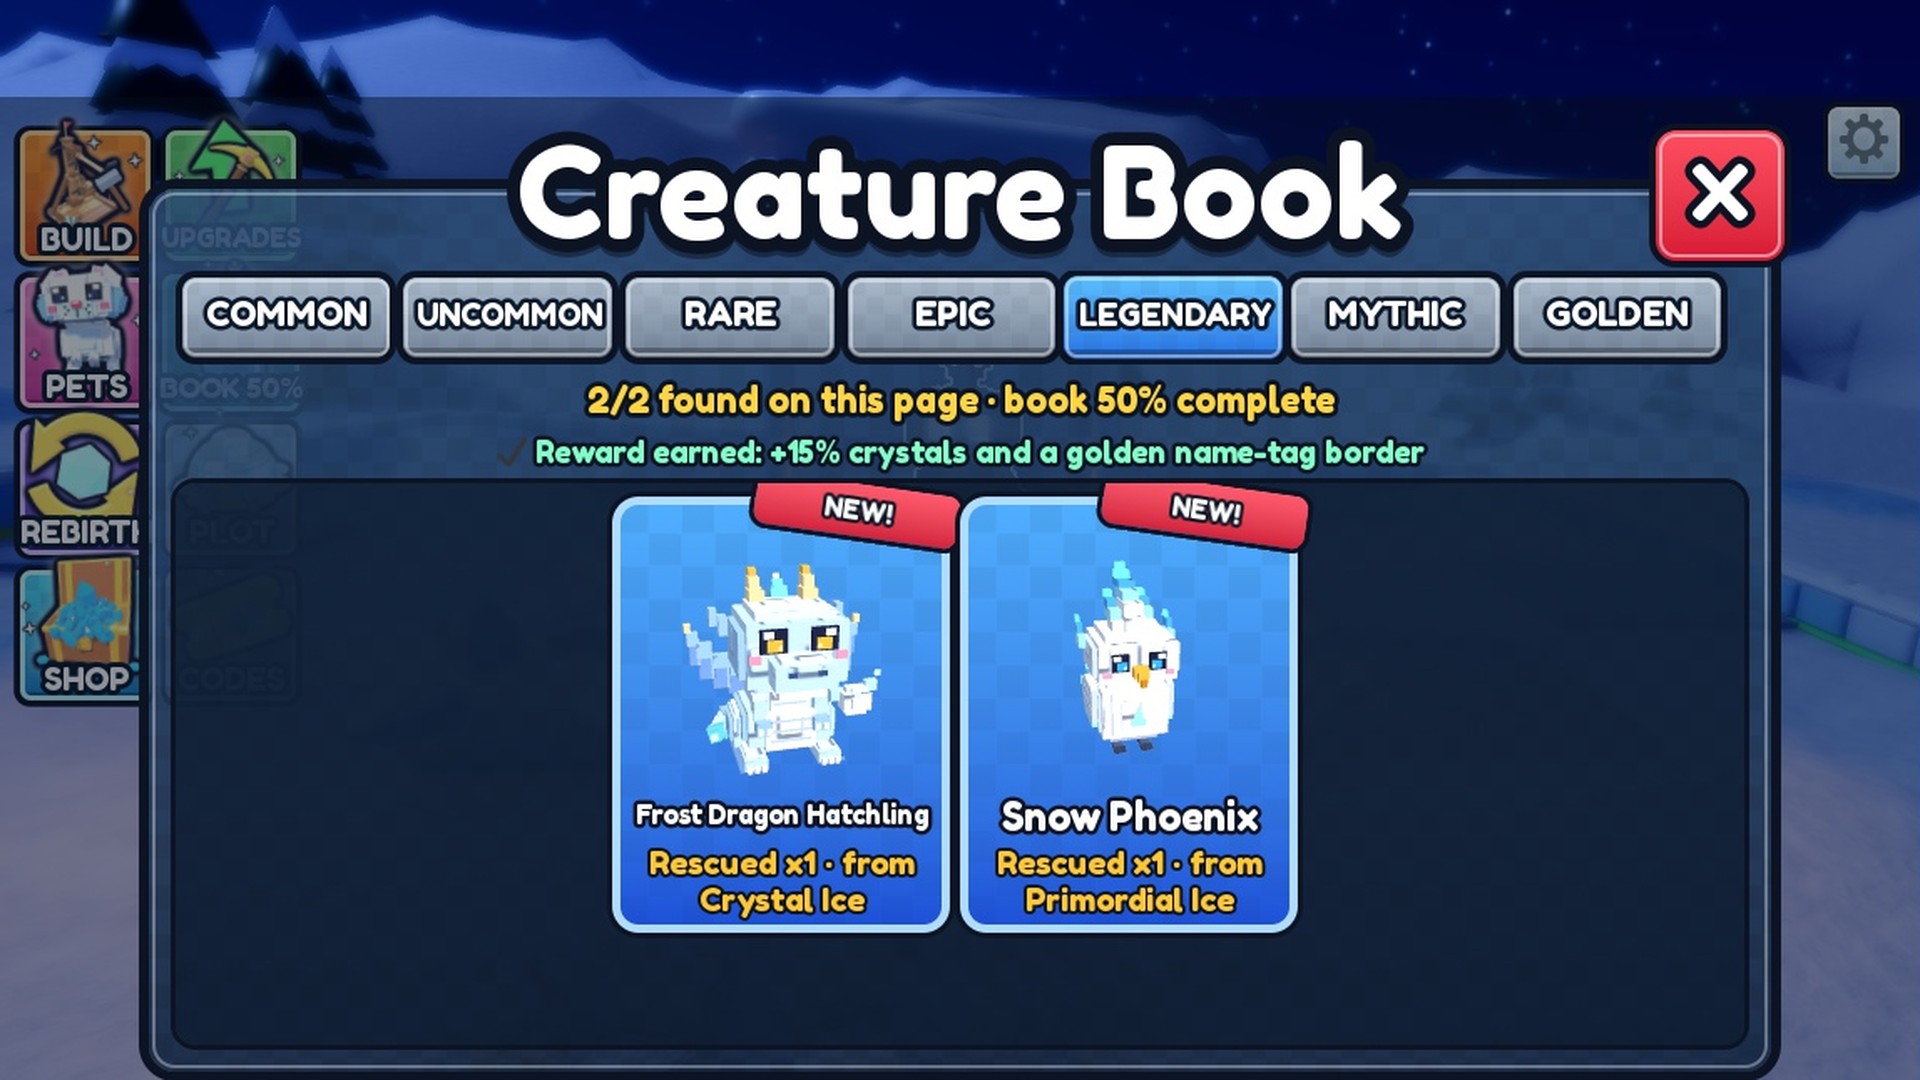 Creature Book
BUILD
UPGRADES
PETS
BOOK 50%
REBIRTH
PLOT
SHOP
CODES
COMMON
UNCOMMON
RARE
EPIC
LEGENDARY
MYTHIC
GOLDEN
2/2 found on this page · book 50% complete
✓ Reward earned: +15% crystals and a golden name-tag border
NEW!
Frost Dragon Hatchling
Rescued x1 · from
Crystal Ice
NEW!
Snow Phoenix
Rescued x1 · from
Primordial Ice